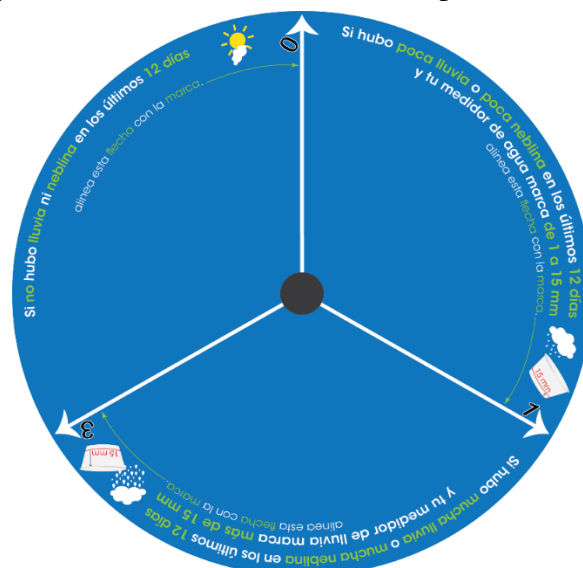 0
Si no hubo lluvia ni neblina en los últimos 12 días
alinea esta flecha con la marca.
Si hubo poca lluvia o poca neblina en los últimos 12 días
y tu medidor de agua marca de 1 a 15 mm
alinea esta flecha con la marca.
15 mm
1
Si hubo mucha lluvia o mucha neblina en los últimos 12 días
y tu medidor de lluvia marca más de 15 mm
alinea esta flecha con la marca.
15 mm
3